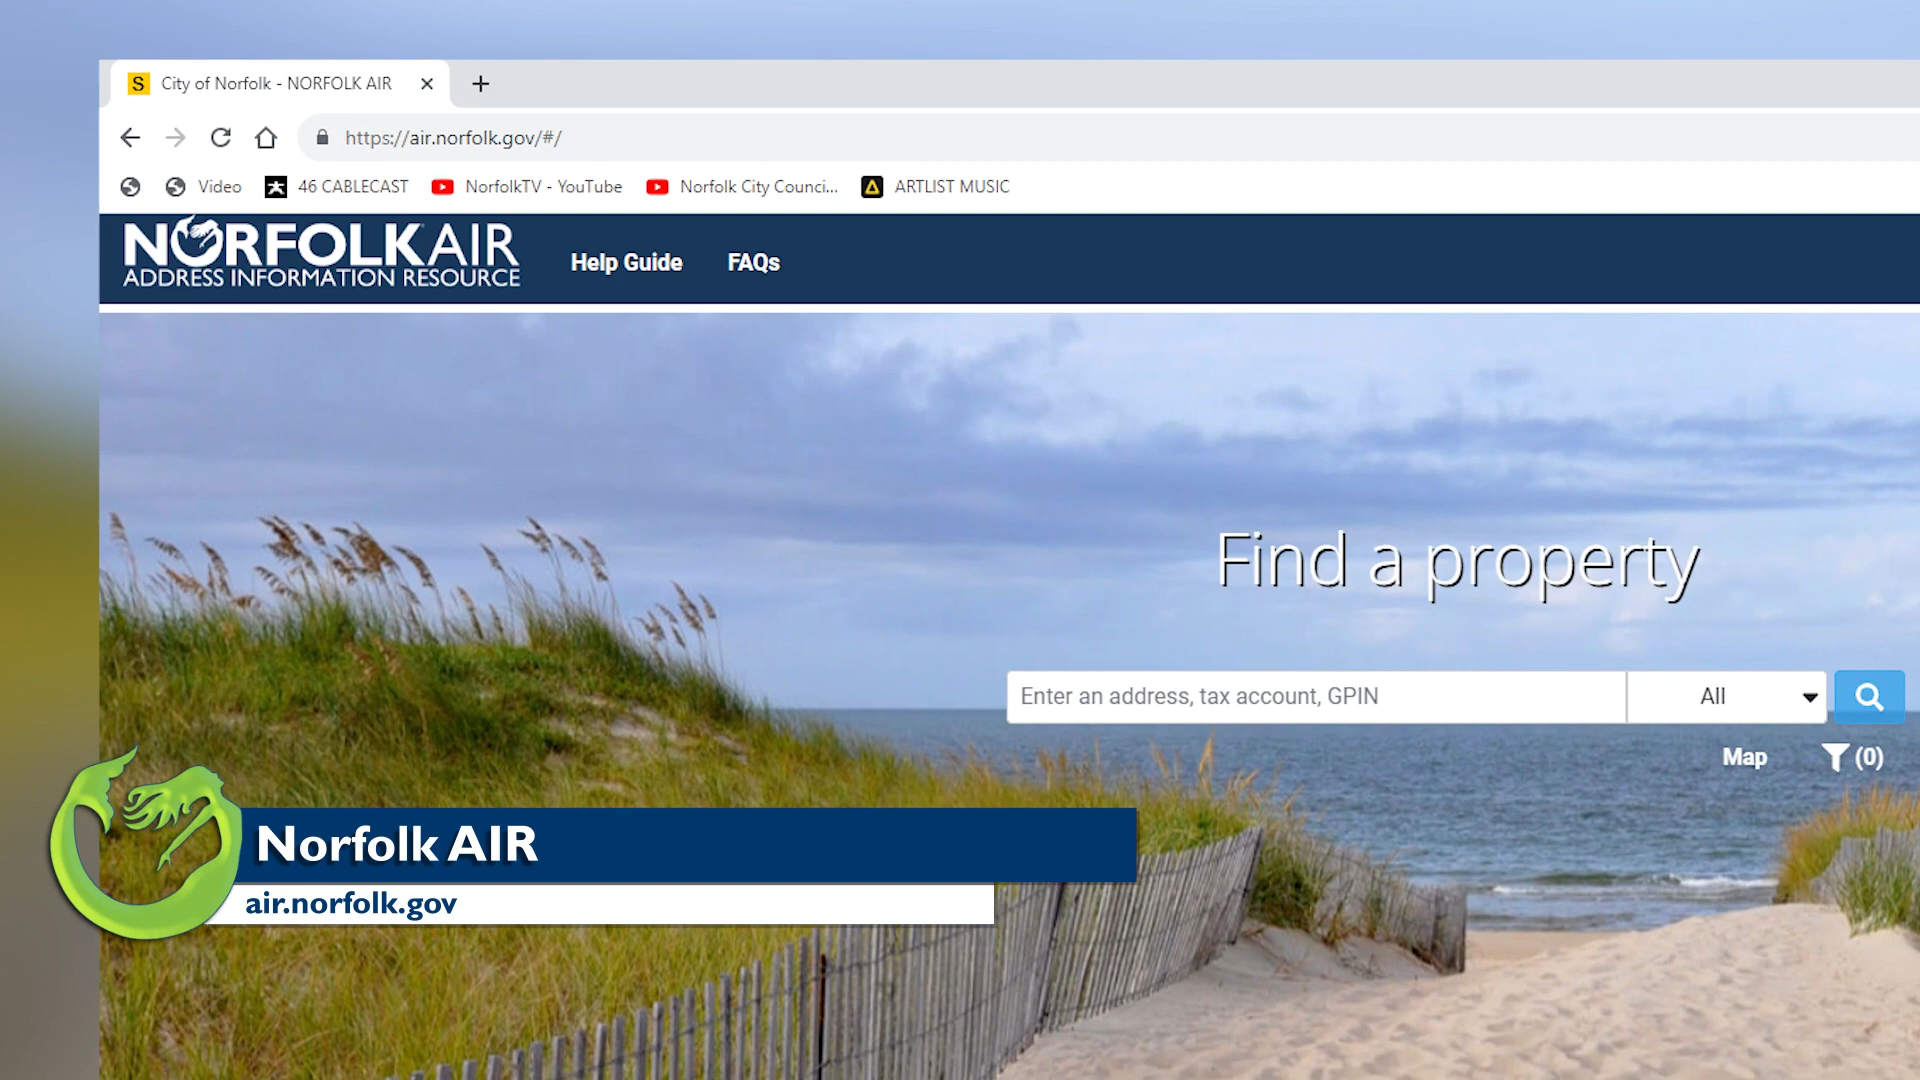 S City of Norfolk - NORFOLK AIR
https://air.norfolk.gov/#/
Video 46 CABLECAST NorfolkTV - YouTube Norfolk City Counci... ARTLIST MUSIC
NORFOLKAIR
ADDRESS INFORMATION RESOURCE
Help Guide FAQs
Find a property
Enter an address, tax account, GPIN All
Map (0)
Norfolk AIR
air.norfolk.gov